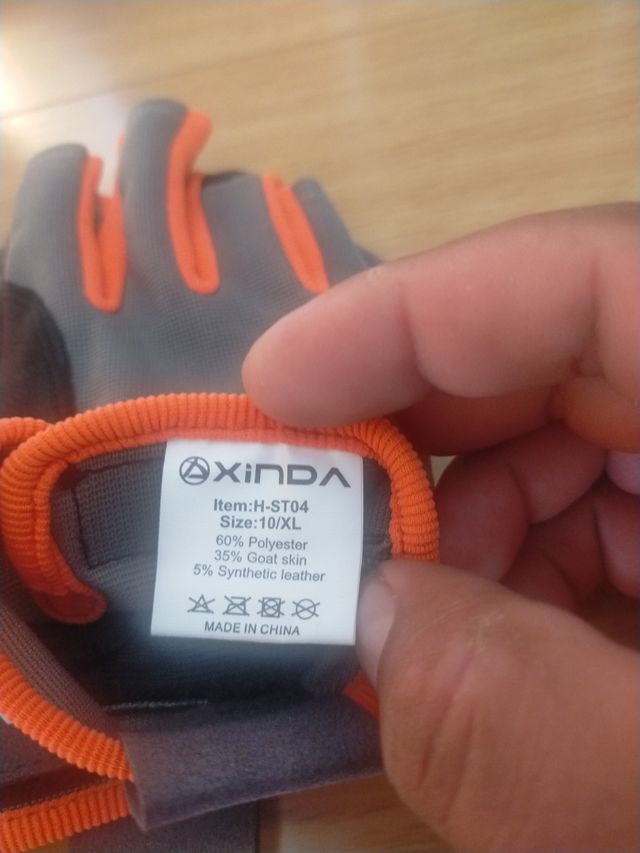 XINDA
Item:H-ST04
Size:10/XL
60% Polyester
35% Goat skin
5% Synthetic leather
MADE IN CHINA